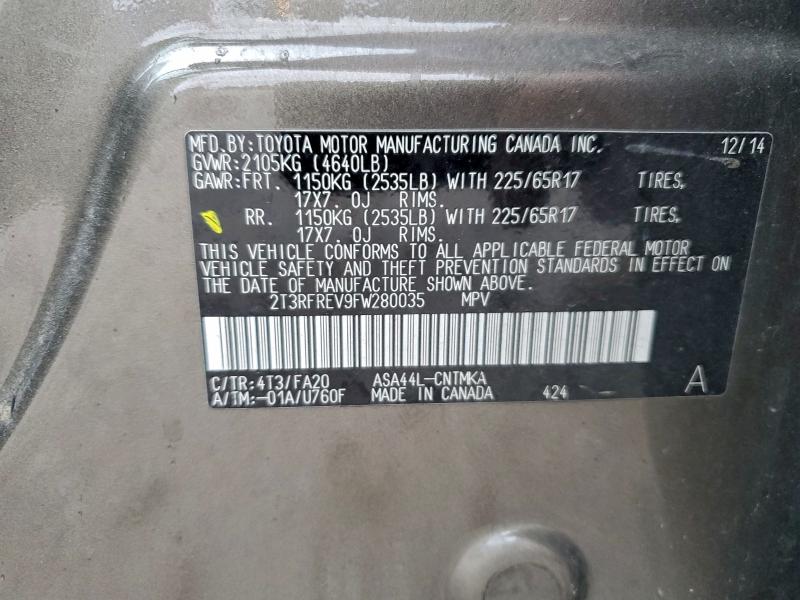 MFD.BY:TOYOTA MOTOR MANUFACTURING CANADA INC. 12/14
GVWR:2105KG (4640LB)
GAWR:FRT. 1150KG (2535LB) WITH 225/65R17 TIRES,
17X7.0J RIMS.
RR. 1150KG (2535LB) WITH 225/65R17 TIRES,
17X7.0J RIMS.
THIS VEHICLE CONFORMS TO ALL APPLICABLE FEDERAL MOTOR
VEHICLE SAFETY AND THEFT PREVENTION STANDARDS IN EFFECT ON
THE DATE OF MANUFACTURE SHOWN ABOVE.
2T3RFREV9FW280035 MPV
C/TR:4T3/FA20 ASA44L-CNTMKA
A/TM:-01A/U760F MADE IN CANADA 424 A